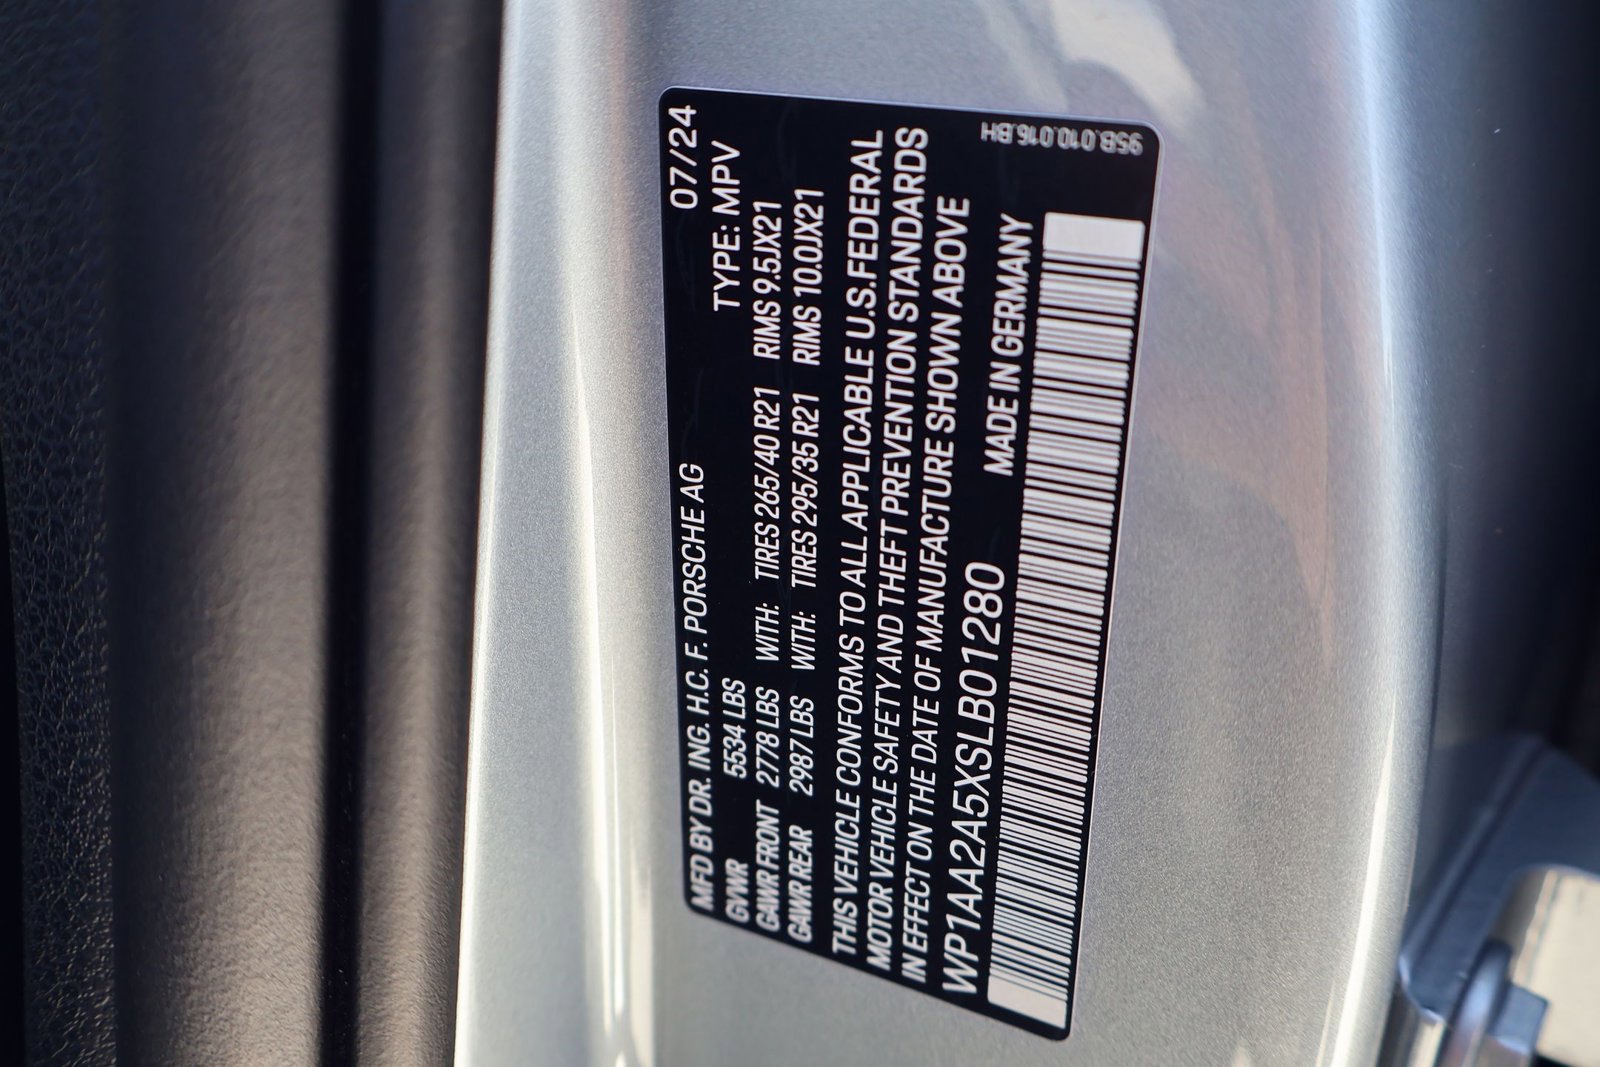 MFD BY DR. ING. H.C. F. PORSCHE AG 07/24
GVWR 5534 LBS TYPE: MPV
GAWR FRONT 2778 LBS WITH: TIRES 265/40 R21 RIMS 9.5JX21
GAWR REAR 2987 LBS WITH: TIRES 295/35 R21 RIMS 10.0JX21
THIS VEHICLE CONFORMS TO ALL APPLICABLE U.S.FEDERAL
MOTOR VEHICLE SAFETY AND THEFT PREVENTION STANDARDS
IN EFFECT ON THE DATE OF MANUFACTURE SHOWN ABOVE
WP1AA2A5XSLB01280 MADE IN GERMANY
95B.010.016.BH